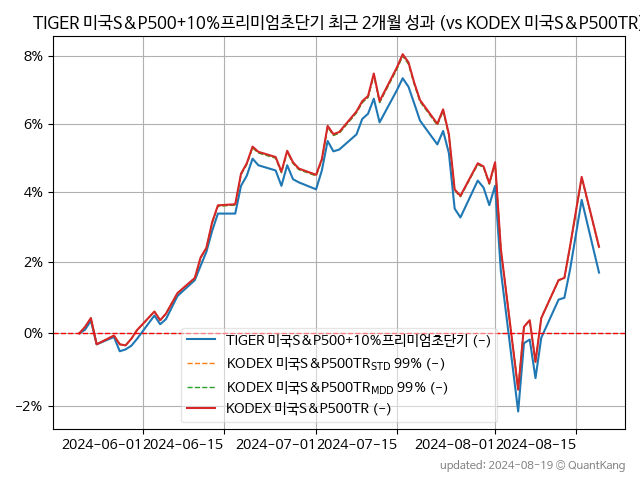 TIGER 미국S&P500+10%프리미엄초단기 최근 2개월 성과 (vs KODEX 미국S&P500TR)
8%
6%
4%
2%
0%
−2%
TIGER 미국S&P500+10%프리미엄초단기 (-)
KODEX 미국S&P500TR_STD 99% (-)
KODEX 미국S&P500TR_MDD 99% (-)
KODEX 미국S&P500TR (-)
2024-06-01 2024-06-15 2024-07-01 2024-07-15 2024-08-01 2024-08-15
updated: 2024-08-19 © QuantKang